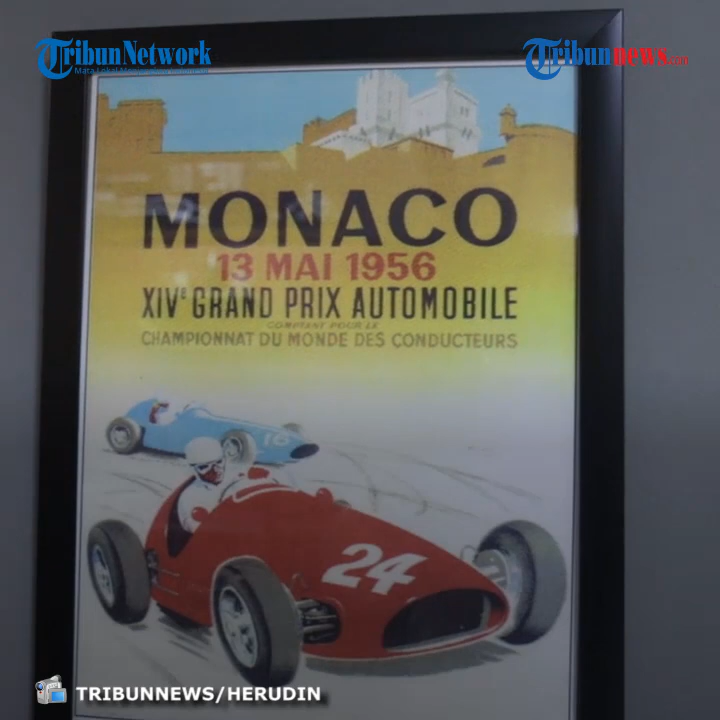 TribunNetwork
Tribunnews.com
MONACO
13 MAI 1956
XIVe GRAND PRIX AUTOMOBILE
COMPTANT POUR LE
CHAMPIONNAT DU MONDE DES CONDUCTEURS
16
24
TRIBUNNEWS/HERUDIN